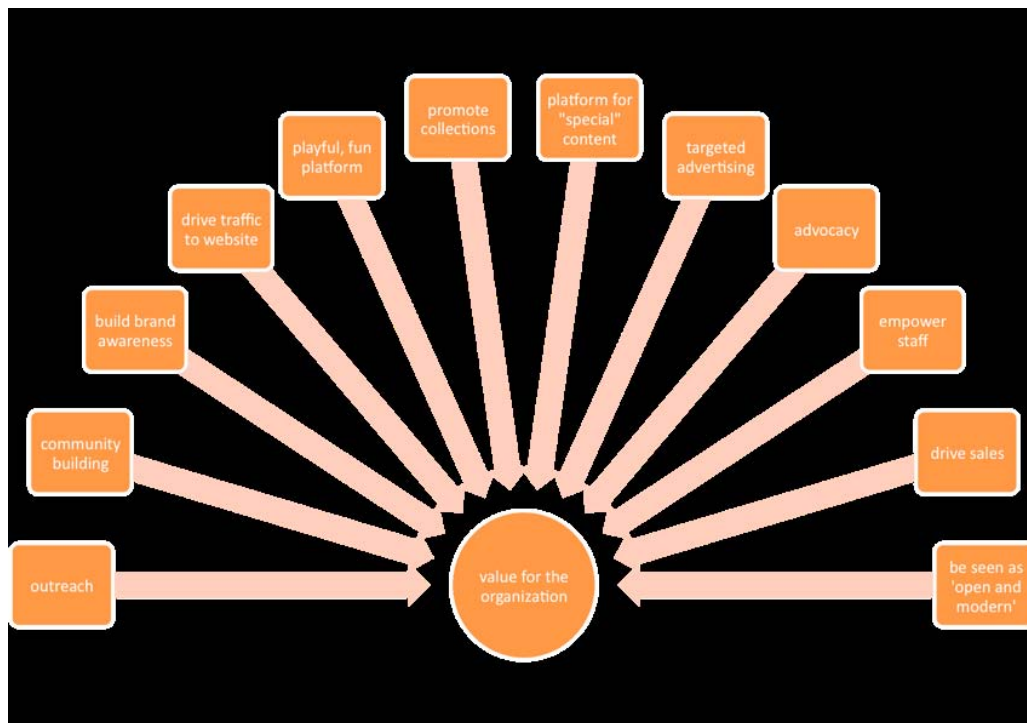 promote
collections
platform for
"special"
content
playful, fun
platform
targeted
advertising
drive traffic
to website
advocacy
build brand
awareness
empower
staff
community
building
drive sales
outreach
value for the
organization
be seen as
'open and
modern'